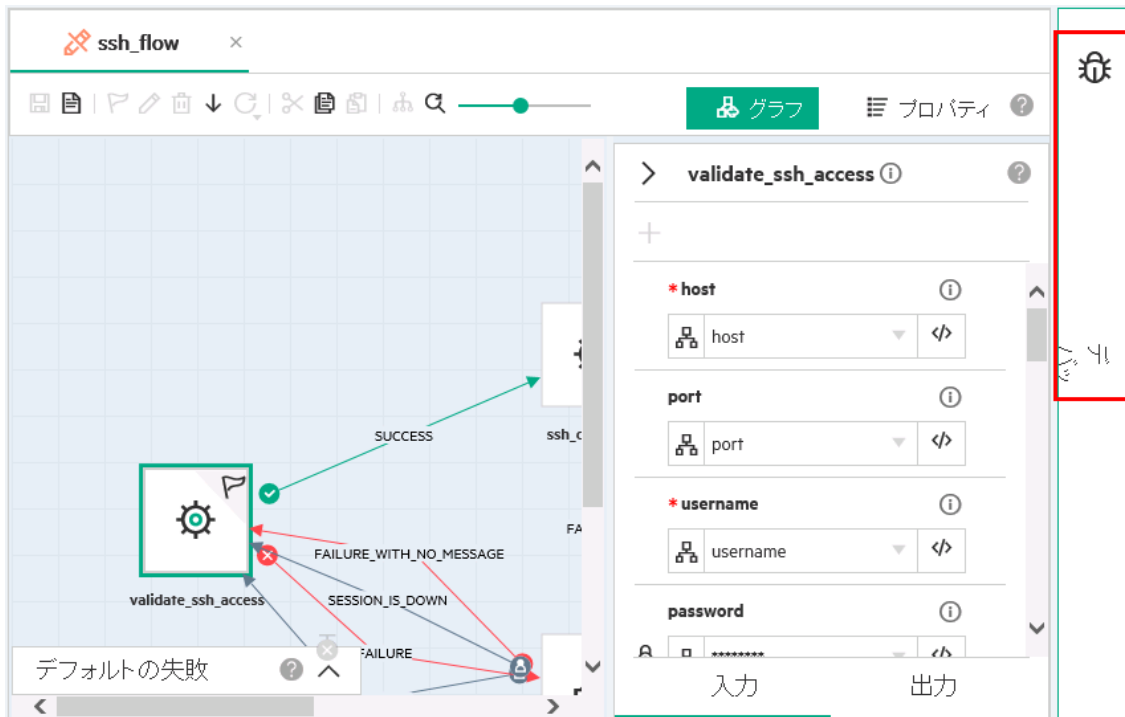 ssh_flow
グラフ
プロパティ
validate_ssh_access
*host
host
port
port
*username
username
password
********
入力
出力
SUCCESS
FAILURE_WITH_NO_MESSAGE
SESSION_IS_DOWN
FAILURE
validate_ssh_access
ssh_c
FA
デフォルトの失敗